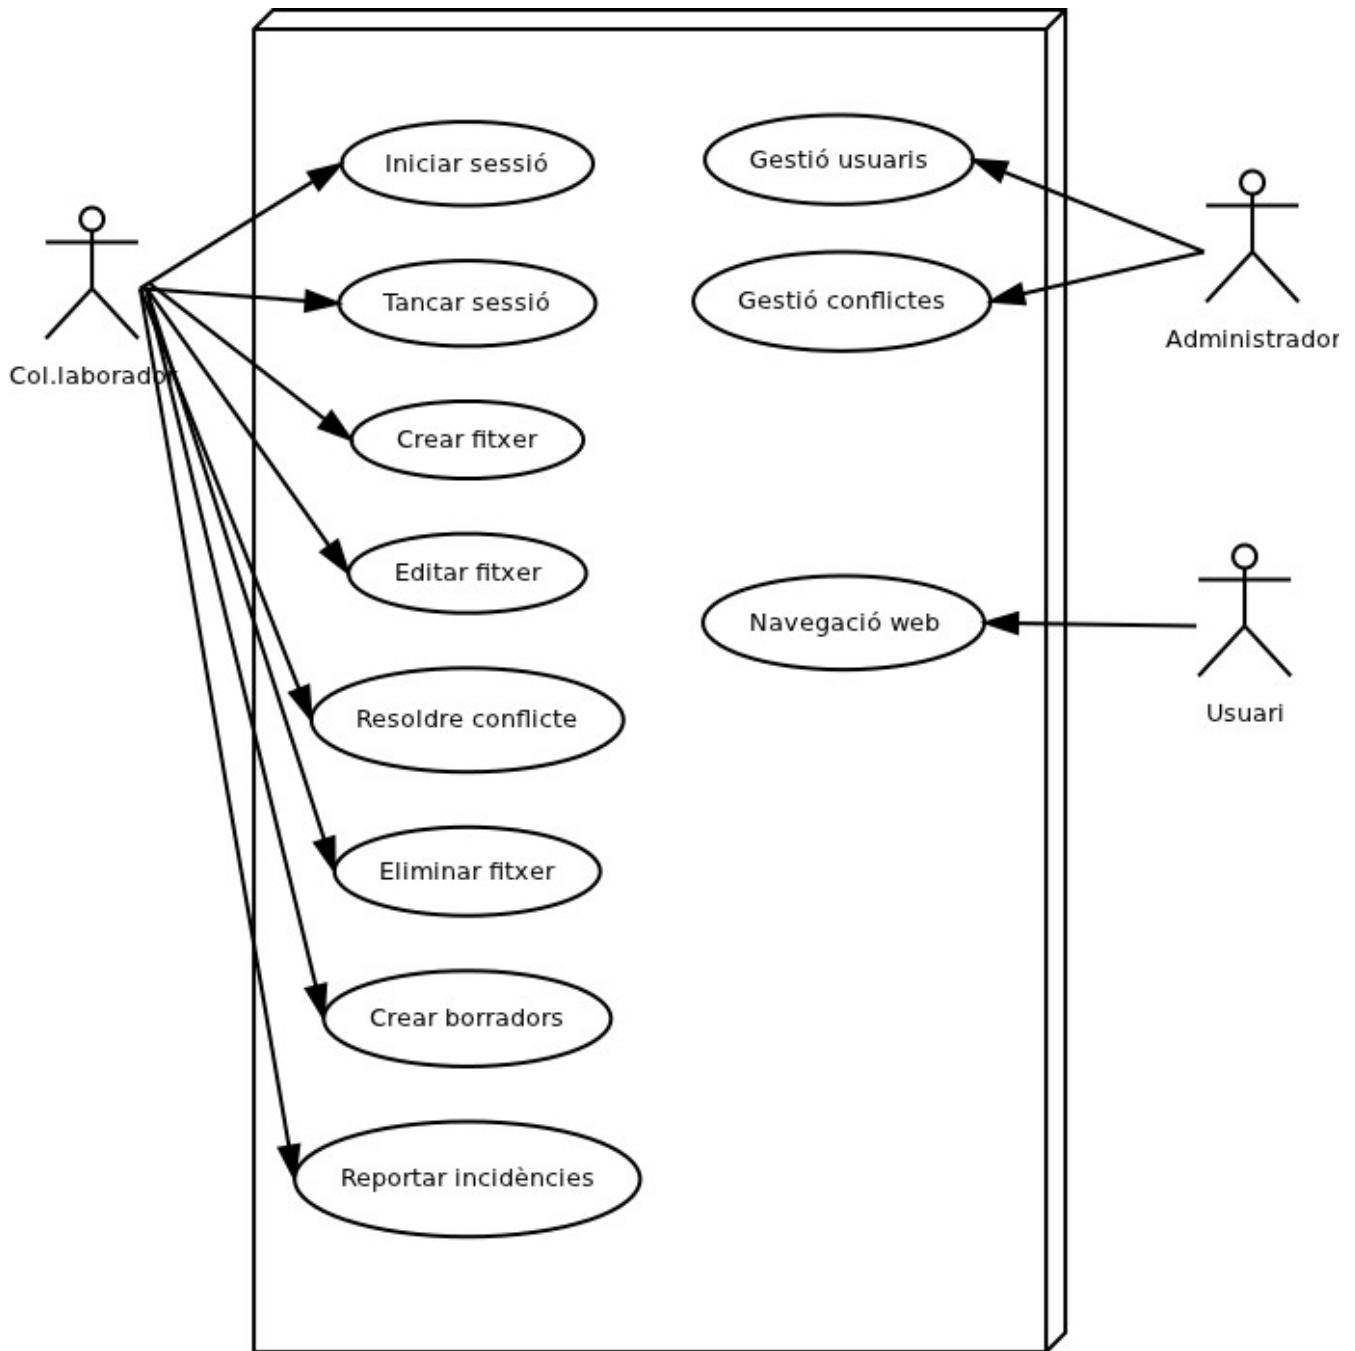 Iniciar sessió
Gestió usuaris
Tancar sessió
Gestió conflictes
Administrador
Col.laborador
Crear fitxer
Editar fitxer
Navegació web
Resoldre conflicte
Usuari
Eliminar fitxer
Crear borradors
Reportar incidències